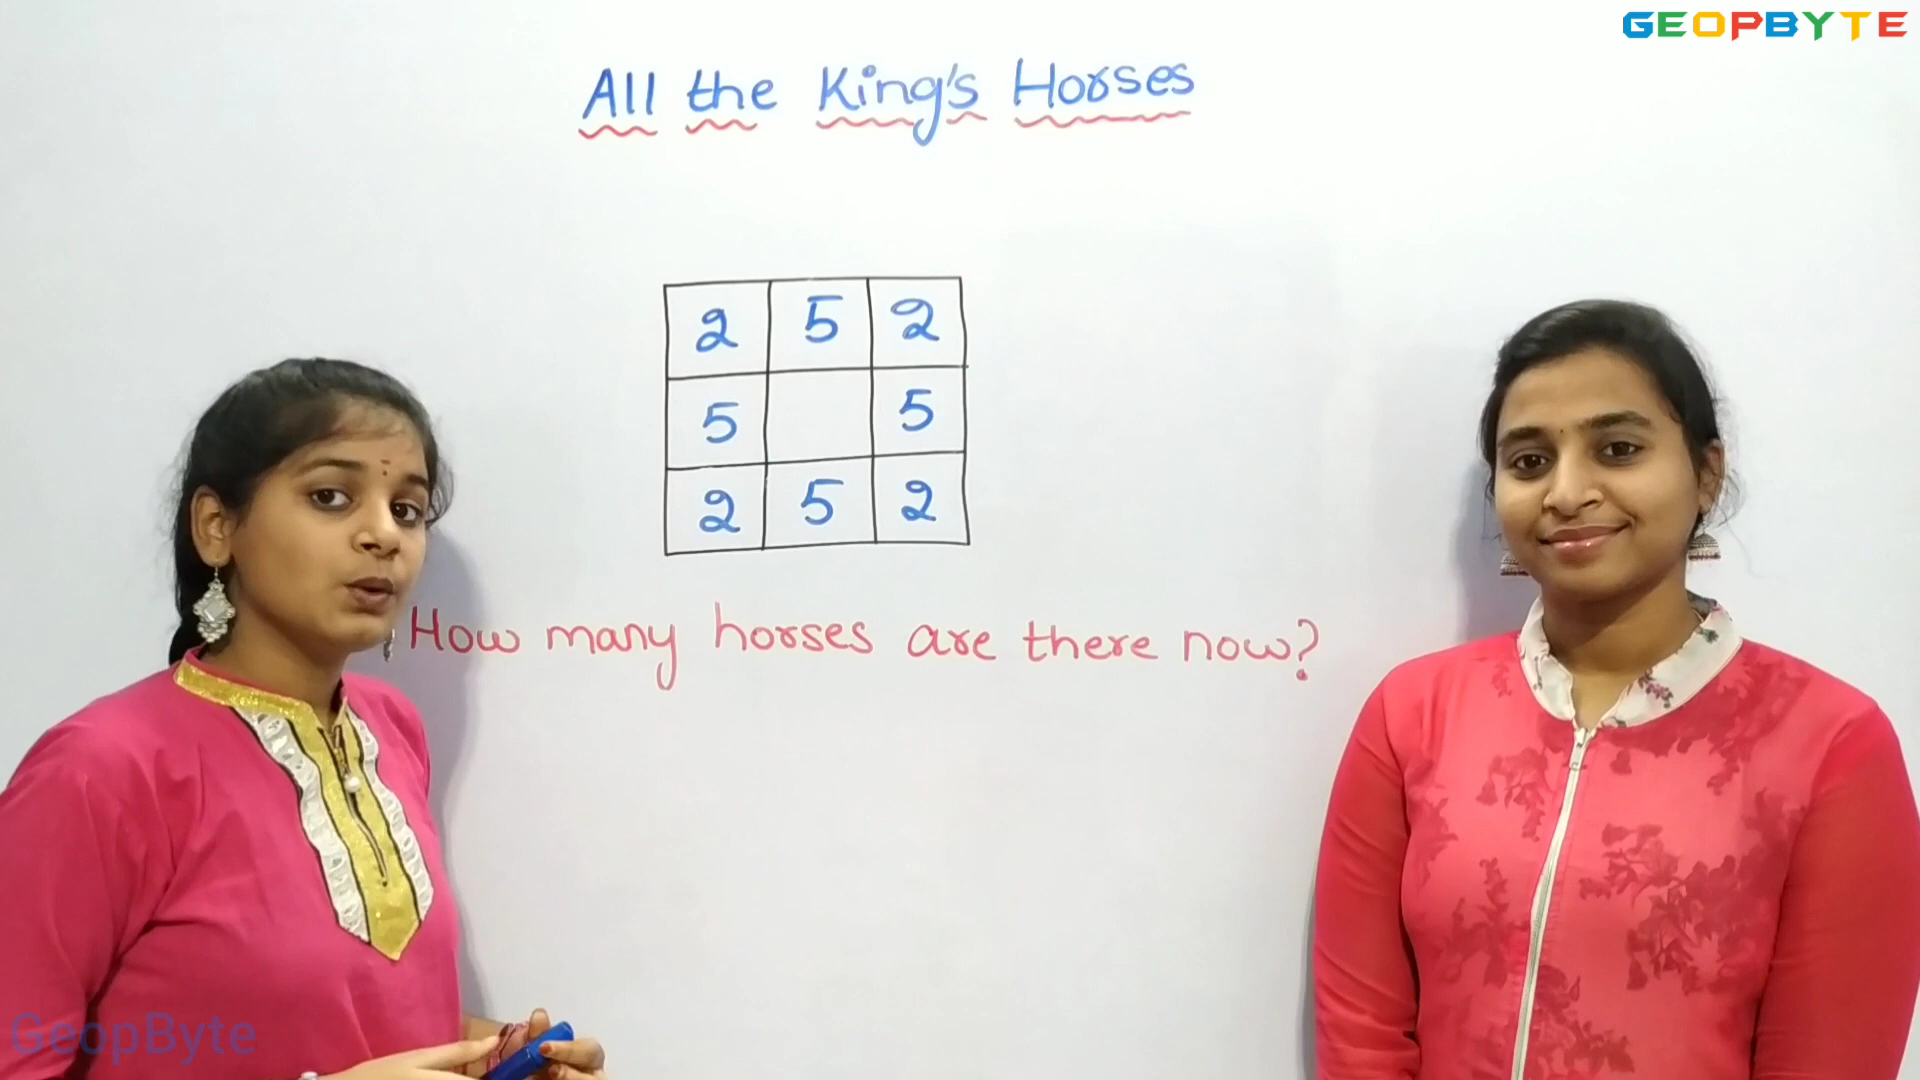 GEOPBYTE
All the King's Horses
2 5 2
5 5
2 5 2
How many horses are there now?
GeopByte